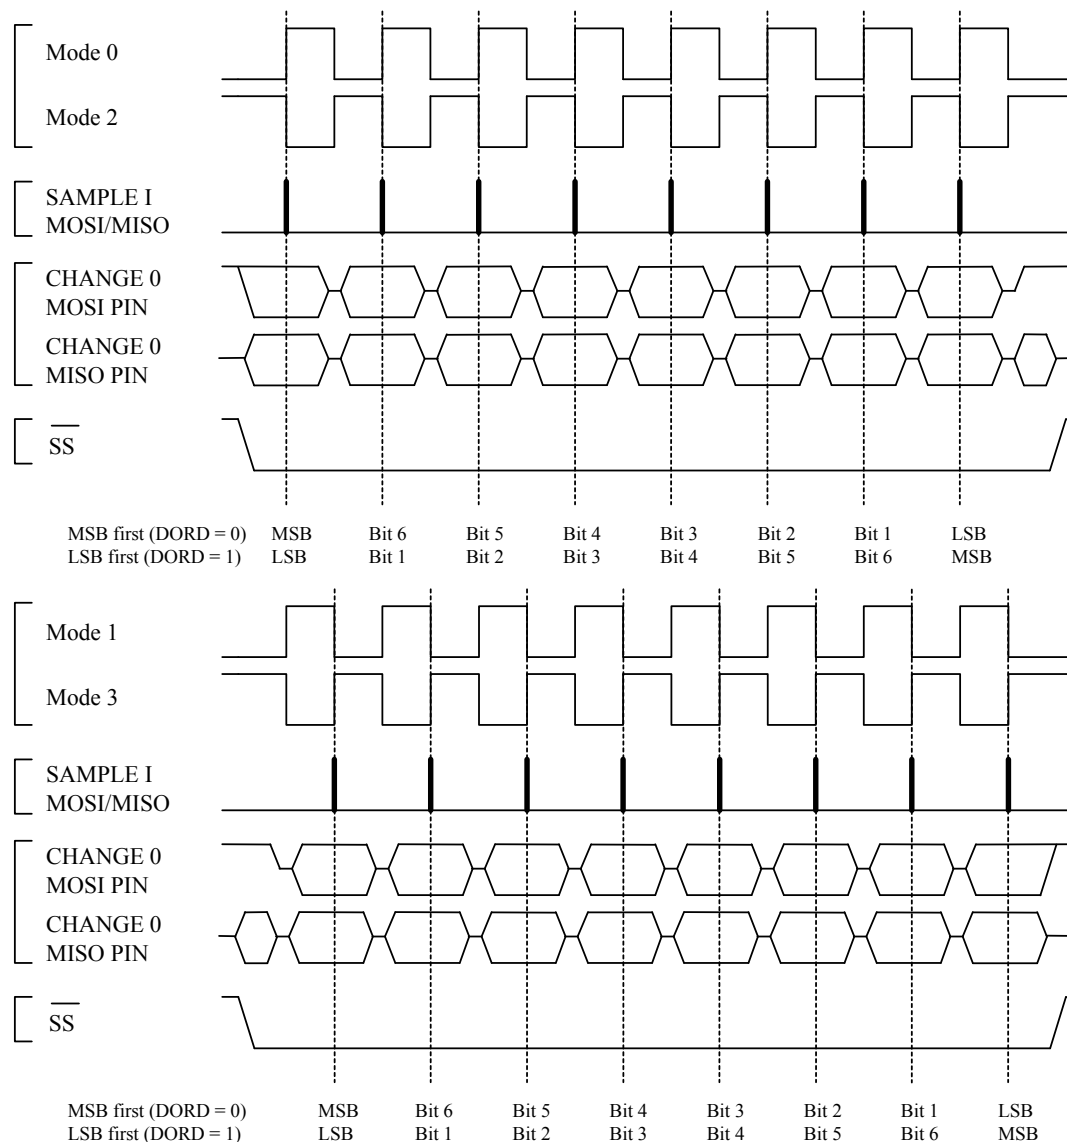 Mode 0
Mode 2
SAMPLE I
MOSI/MISO
CHANGE 0
MOSI PIN
CHANGE 0
MISO PIN
SS
MSB first (DORD = 0) MSB Bit 6 Bit 5 Bit 4 Bit 3 Bit 2 Bit 1 LSB
LSB first (DORD = 1) LSB Bit 1 Bit 2 Bit 3 Bit 4 Bit 5 Bit 6 MSB
Mode 1
Mode 3
SAMPLE I
MOSI/MISO
CHANGE 0
MOSI PIN
CHANGE 0
MISO PIN
SS
MSB first (DORD = 0) MSB Bit 6 Bit 5 Bit 4 Bit 3 Bit 2 Bit 1 LSB
LSB first (DORD = 1) LSB Bit 1 Bit 2 Bit 3 Bit 4 Bit 5 Bit 6 MSB